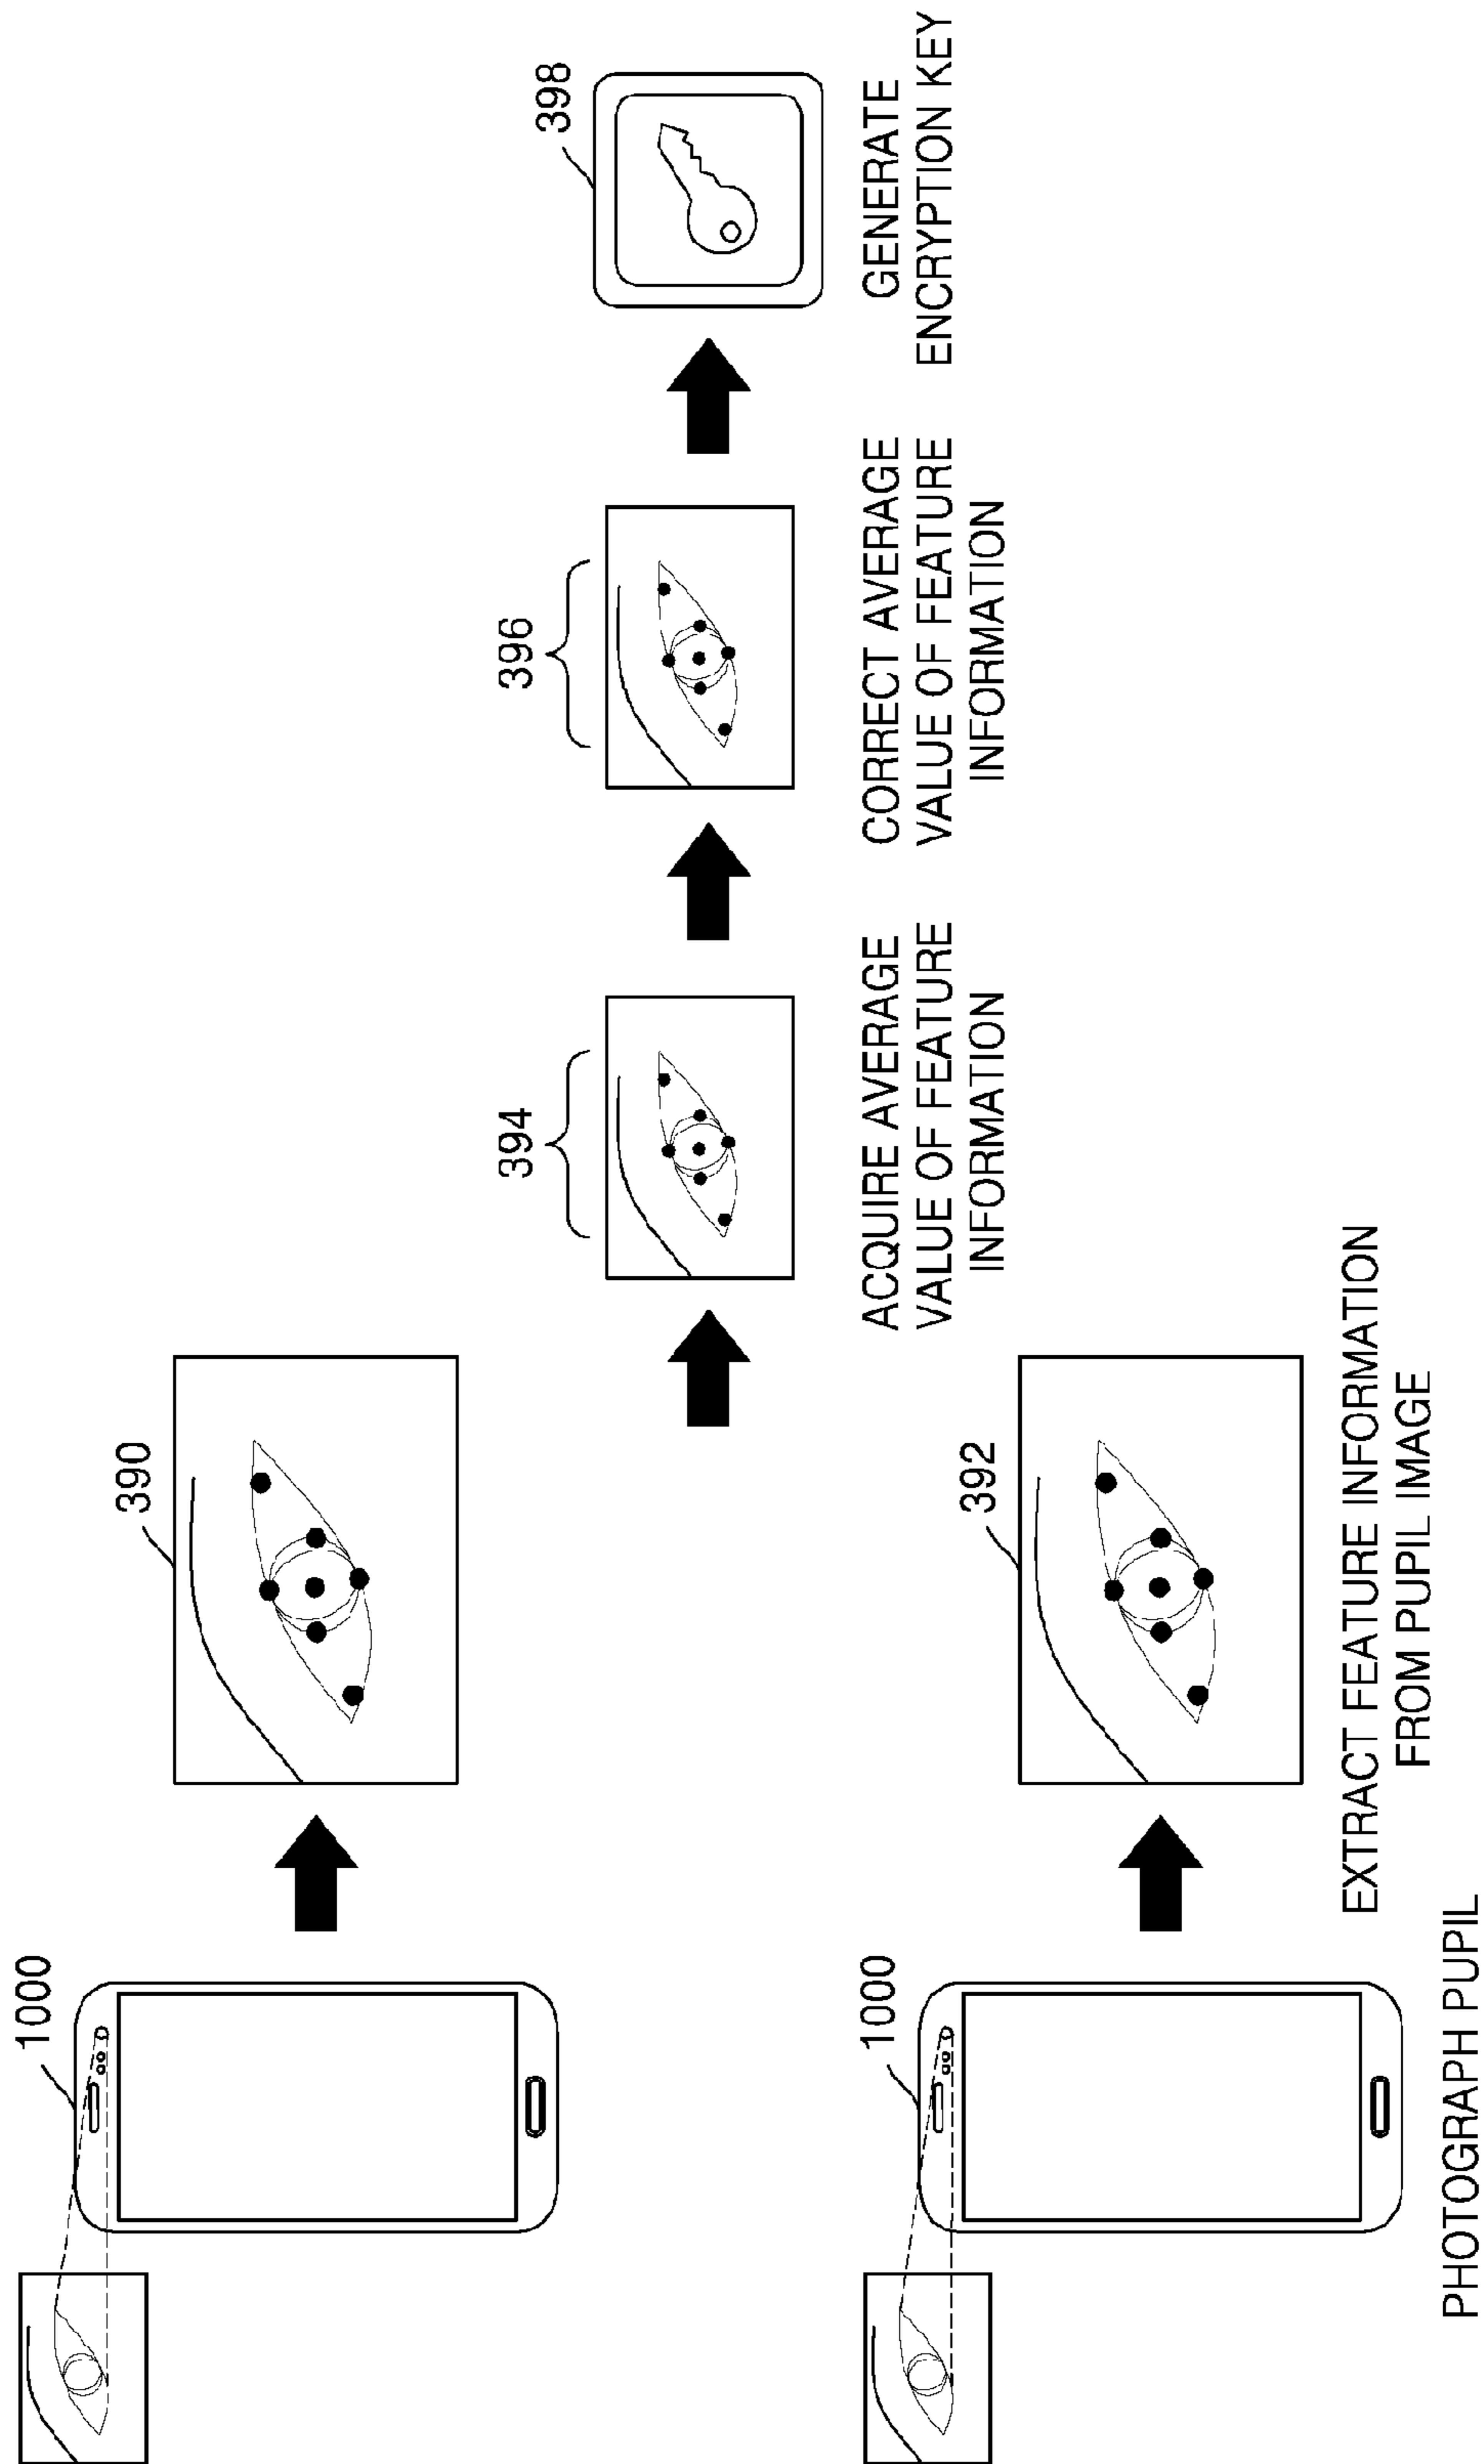 1000
390
1000
392
394
396
398
PHOTOGRAPH PUPIL
EXTRACT FEATURE INFORMATION
FROM PUPIL IMAGE
ACQUIRE AVERAGE
VALUE OF FEATURE
INFORMATION
CORRECT AVERAGE
VALUE OF FEATURE
INFORMATION
GENERATE
ENCRYPTION KEY